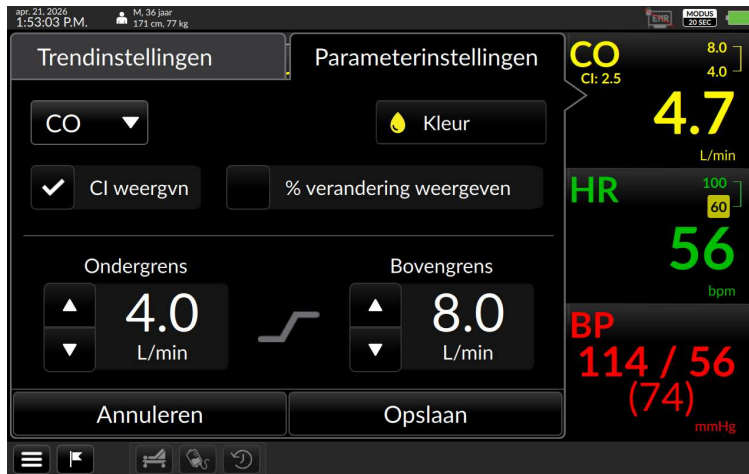 apr. 21, 2026
1:53:03 P.M.
M, 36 jaar
171 cm, 77 kg
EMR
MODUS
20 SEC
Trendinstellingen
Parameterinstellingen
CO
Kleur
CI weergvn
% verandering weergeven
Ondergrens
Bovengrens
4.0
L/min
8.0
L/min
Annuleren
Opslaan
CO
CI: 2.5
8.0
4.0
4.7
L/min
HR
100
60
56
bpm
BP
114 / 56
(74)
mmHg